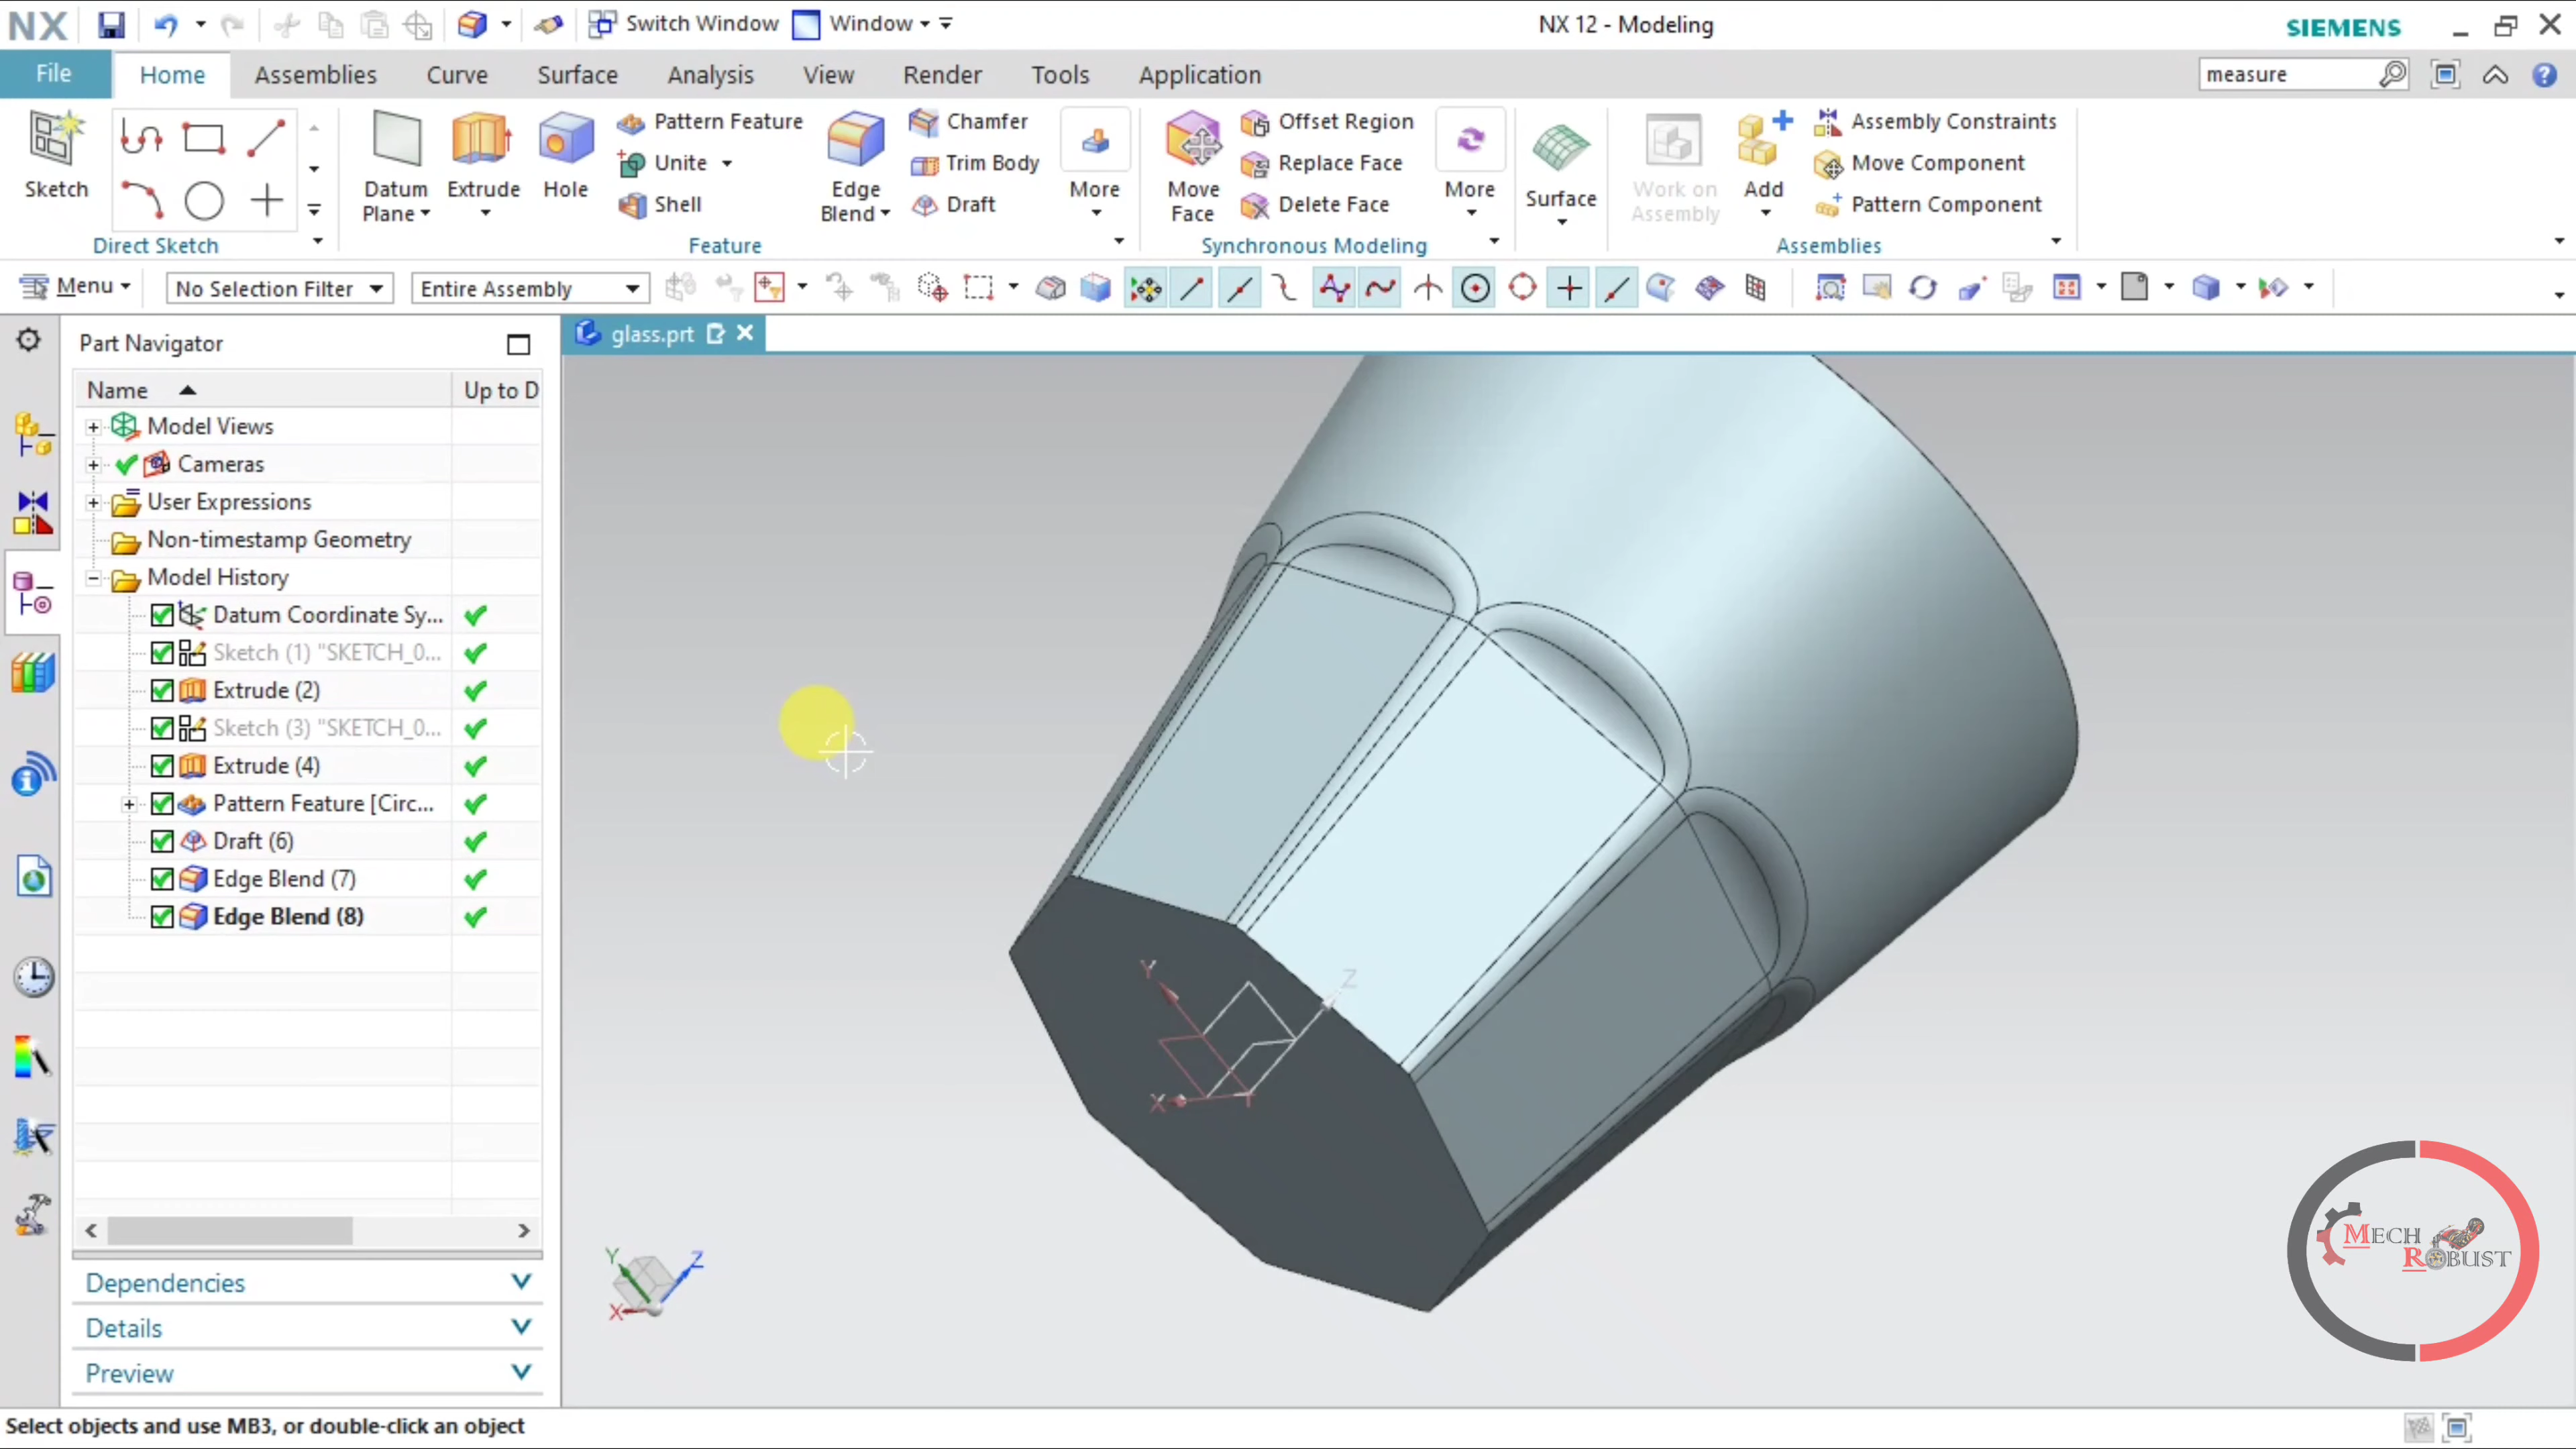 NX
Switch Window
Window
NX 12 - Modeling
SIEMENS
File
Home
Assemblies
Curve
Surface
Analysis
View
Render
Tools
Application
measure
Sketch
Direct Sketch
Datum Plane
Extrude
Hole
Pattern Feature
Unite
Shell
Edge Blend
Chamfer
Trim Body
Draft
More
Feature
Move Face
Offset Region
Replace Face
Delete Face
More
Synchronous Modeling
Surface
Work on Assembly
Add
Assembly Constraints
Move Component
Pattern Component
Assemblies
Menu
No Selection Filter
Entire Assembly
Part Navigator
glass.prt
Name
Up to D
Model Views
Cameras
User Expressions
Non-timestamp Geometry
Model History
Datum Coordinate Sy...
Sketch (1) "SKETCH_0...
Extrude (2)
Sketch (3) "SKETCH_0...
Extrude (4)
Pattern Feature [Circ...
Draft (6)
Edge Blend (7)
Edge Blend (8)
Y
Z
X
Y
Z
X
Dependencies
Details
Preview
MECH
ROBUST
Select objects and use MB3, or double-click an object